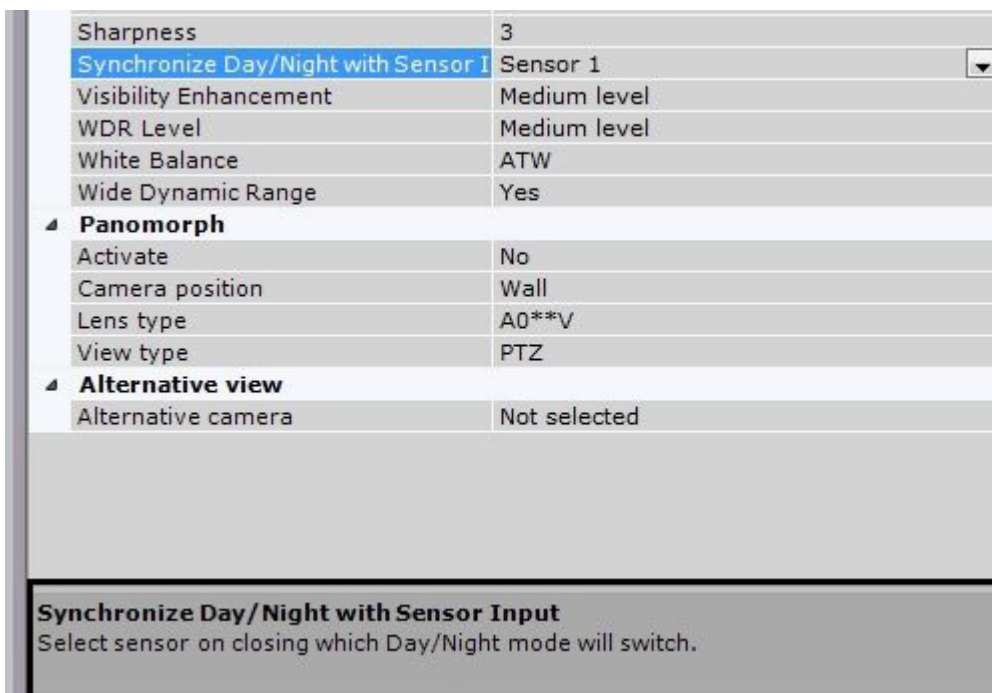 Sharpness 3
Synchronize Day/Night with Sensor I Sensor 1
Visibility Enhancement Medium level
WDR Level Medium level
White Balance ATW
Wide Dynamic Range Yes
Panomorph
Activate No
Camera position Wall
Lens type A0**V
View type PTZ
Alternative view
Alternative camera Not selected
Synchronize Day/Night with Sensor Input
Select sensor on closing which Day/Night mode will switch.